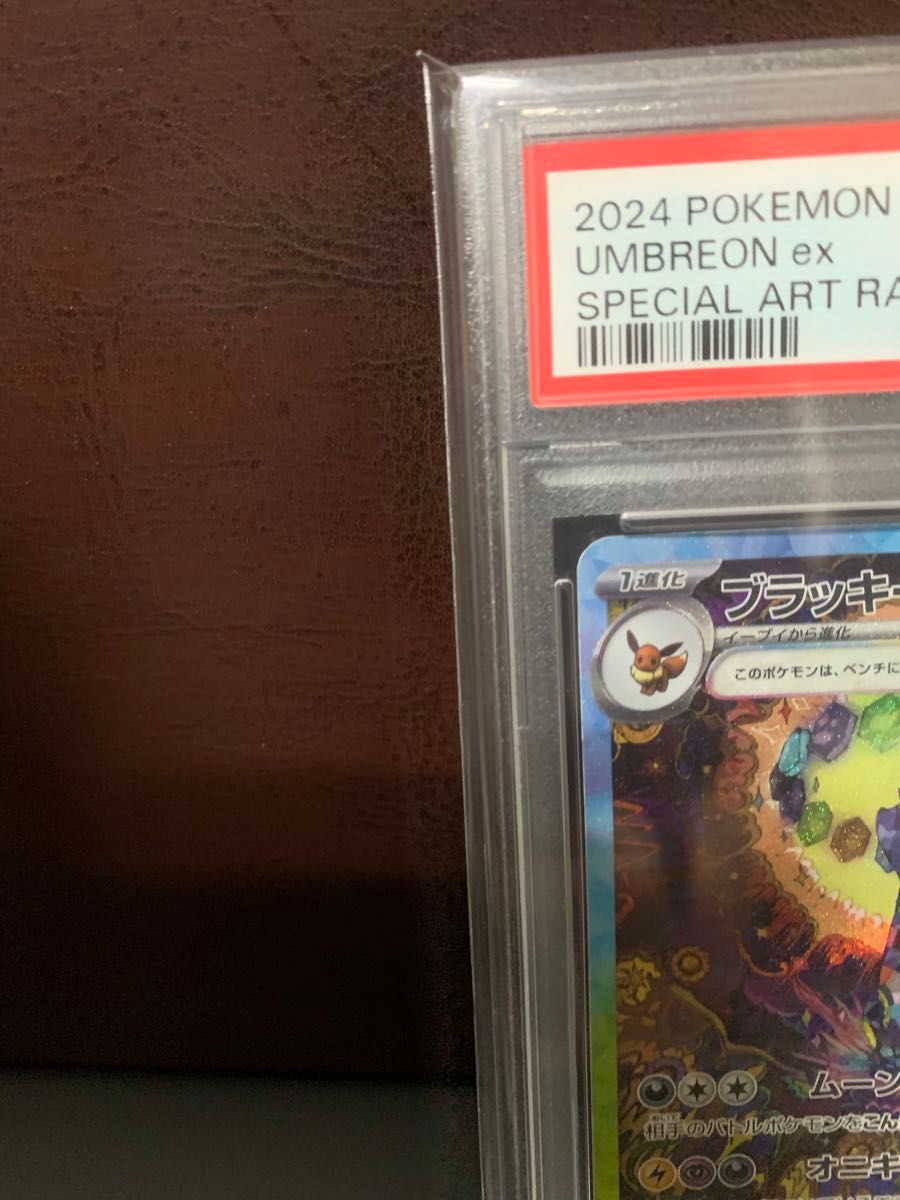 2024 POKEMON
UMBREON ex
SPECIAL ART
1進化
ブラッキー
イーブイから進化
このポケモンは、ベンチに
ムーン
相手のバトルポケモンをこん
オニキ